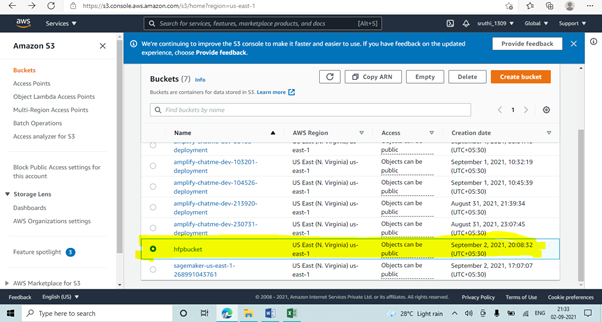 https://s3.console.aws.amazon.com/s3/home?region=us-east-1
aws
Services
Search for services, features, marketplace products, and docs
[Alt+S]
sruthi_1309
Global
Support
Amazon S3
We're continuing to improve the S3 console to make it faster and easier to use. If you have feedback on the updated
experience, choose Provide feedback.
Provide feedback
Buckets
Access Points
Object Lambda Access Points
Multi-Region Access Points
Batch Operations
Access analyzer for S3
Block Public Access settings for
this account
Storage Lens
Dashboards
AWS Organizations settings
Feature spotlight 3
AWS Marketplace for S3
Buckets (7) Info
Buckets are containers for data stored in S3. Learn more
Copy ARN
Empty
Delete
Create bucket
Find buckets by name
1
Name
AWS Region
Access
Creation date
deployment
east-1
public
(UTC+05:30)
amplify-chatme-dev-103201-
deployment
US East (N. Virginia) us-
east-1
Objects can be
public
September 1, 2021, 10:32:19
(UTC+05:30)
amplify-chatme-dev-104526-
deployment
US East (N. Virginia) us-
east-1
Objects can be
public
September 1, 2021, 10:45:39
(UTC+05:30)
amplify-chatme-dev-213920-
deployment
US East (N. Virginia) us-
east-1
Objects can be
public
August 31, 2021, 21:39:34
(UTC+05:30)
amplify-chatme-dev-230731-
deployment
US East (N. Virginia) us-
east-1
Objects can be
public
August 31, 2021, 23:07:45
(UTC+05:30)
hfpbucket
US East (N. Virginia) us-
east-1
Objects can be
public
September 2, 2021, 20:08:32
(UTC+05:30)
sagemaker-us-east-1-
268991043761
US East (N. Virginia) us-
east-1
Objects can be
public
September 2, 2021, 17:07:07
(UTC+05:30)
Feedback
English (US)
© 2008 - 2021, Amazon Internet Services Private Ltd. or its affiliates. All rights reserved.
Privacy Policy
Terms of Use
Cookie preferences
Type here to search
28°C Light rain
ENG
21:33
02-09-2021